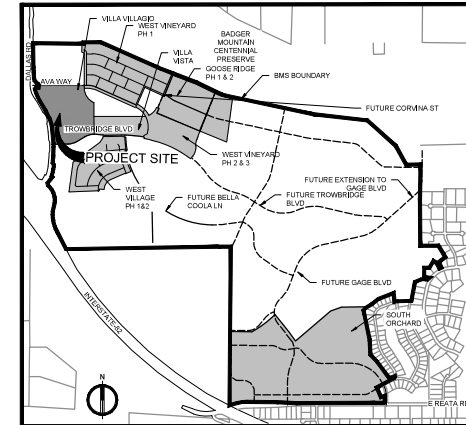 VILLA VILLAGIO
WEST VINEYARD
PH 1
VILLA
VISTA
BADGER
MOUNTAIN
CENTENNIAL
PRESERVE
GOOSE RIDGE
PH 1 & 2
BMS BOUNDARY
DALLAS RD
AVA WAY
FUTURE CORVINA ST
TROWBRIDGE BLVD
PROJECT SITE
WEST VINEYARD
PH 2 & 3
FUTURE EXTENSION TO
GAGE BLVD
WEST
VILLAGE
PH 1&2
FUTURE BELLA
COOLA LN
FUTURE TROWBRIDGE
BLVD
FUTURE GAGE BLVD
INTERSTATE-82
SOUTH
ORCHARD
N
E REATA RD